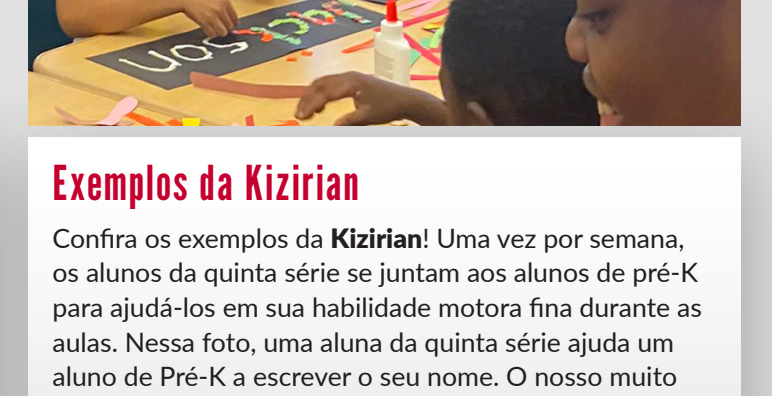 Exemplos da Kizirian
Confira os exemplos da Kizirian! Uma vez por semana,
os alunos da quinta série se juntam aos alunos de pré-K
para ajudá-los em sua habilidade motora fina durante as
aulas. Nessa foto, uma aluna da quinta série ajuda um
aluno de Pré-K a escrever o seu nome. O nosso muito